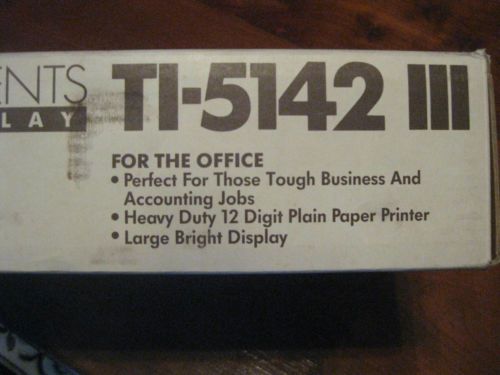 ENTS TI-5142 III
LAY
FOR THE OFFICE
• Perfect For Those Tough Business And
Accounting Jobs
• Heavy Duty 12 Digit Plain Paper Printer
• Large Bright Display